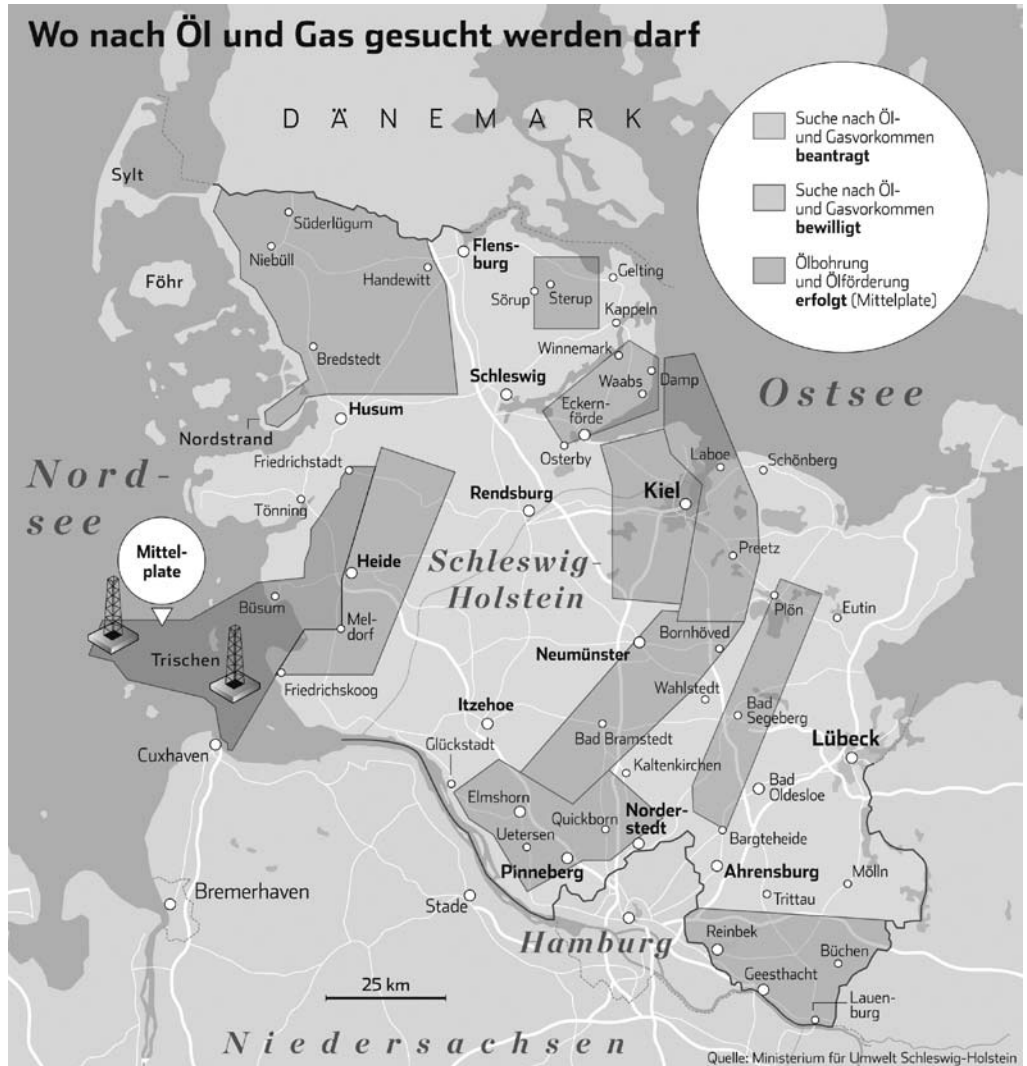 Wo nach Öl und Gas gesucht werden darf
DÄNEMARK
Suche nach Öl-
und Gasvorkommen
beantragt
Suche nach Öl-
und Gasvorkommen
bewilligt
Ölbohrung
und Ölförderung
erfolgt (Mittelplate)
Sylt
Süderlügum
Niebüll
Flens-
burg
Handewitt
Gelting
Föhr
Sörup
Sterup
Kappeln
Bredstedt
Winnemark
Schleswig
Waabs
Damp
Ostsee
Husum
Eckern-
förde
Nordstrand
Osterby
Nord-
see
Friedrichstadt
Laboe
Schönberg
Tönning
Rendsburg
Kiel
Mittel-
plate
Heide
Schleswig-
Holstein
Preetz
Büsum
Mel-
dorf
Plön
Eutin
Trischen
Neumünster
Bornhöved
Friedrichskoog
Wahlstedt
Itzehoe
Bad
Segeberg
Cuxhaven
Glückstadt
Bad Bramstedt
Lübeck
Kaltenkirchen
Elmshorn
Bad
Oldesloe
Quickborn
Norder-
stedt
Uetersen
Bargteheide
Pinneberg
Ahrensburg
Mölln
Bremerhaven
Stade
Trittau
Hamburg
Reinbek
Büchen
Geesthacht
25 km
Lauen-
burg
Niedersachsen
Quelle: Ministerium für Umwelt Schleswig-Holstein